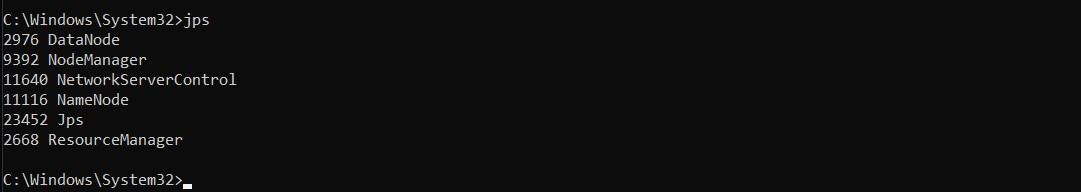 C:\Windows\System32>jps
2976 DataNode
9392 NodeManager
11640 NetworkServerControl
11116 NameNode
23452 Jps
2668 ResourceManager
C:\Windows\System32>